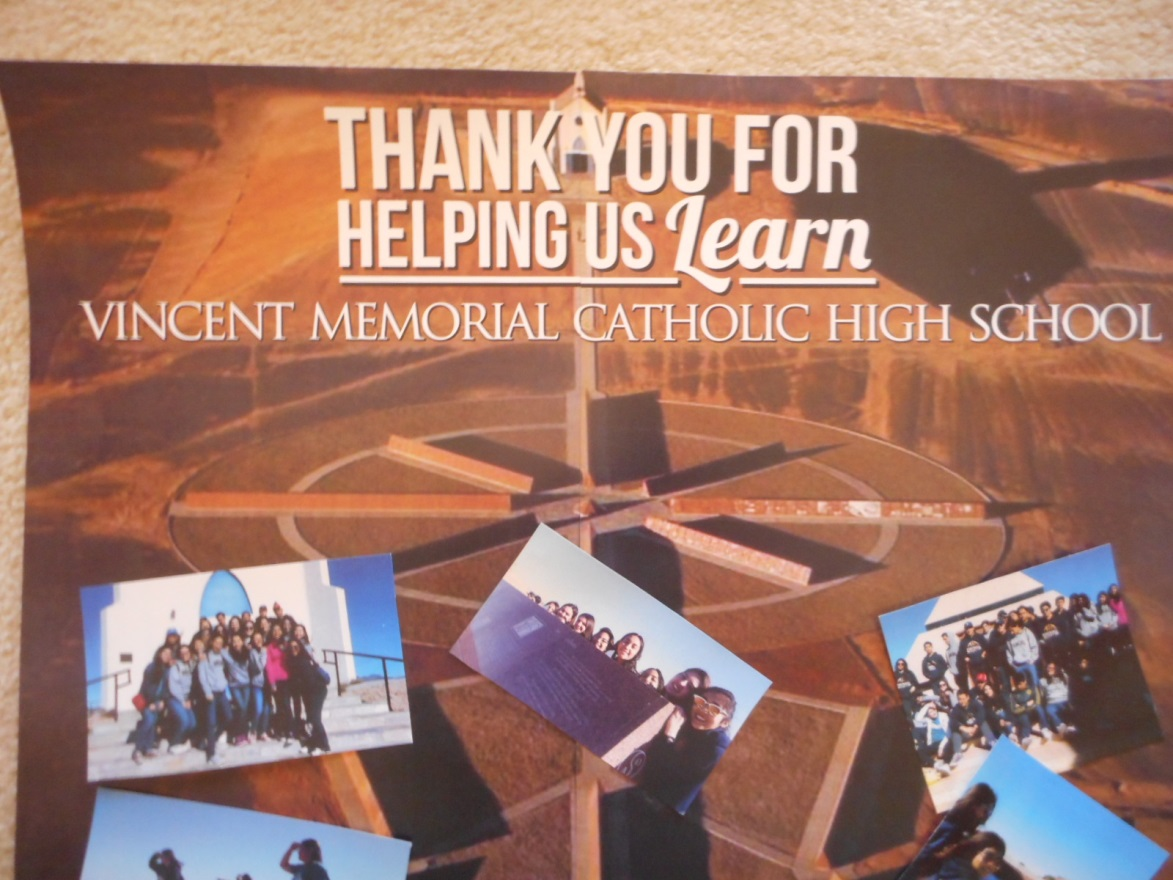 THANK YOU FOR
HELPING US Learn
VINCENT MEMORIAL CATHOLIC HIGH SCHOOL